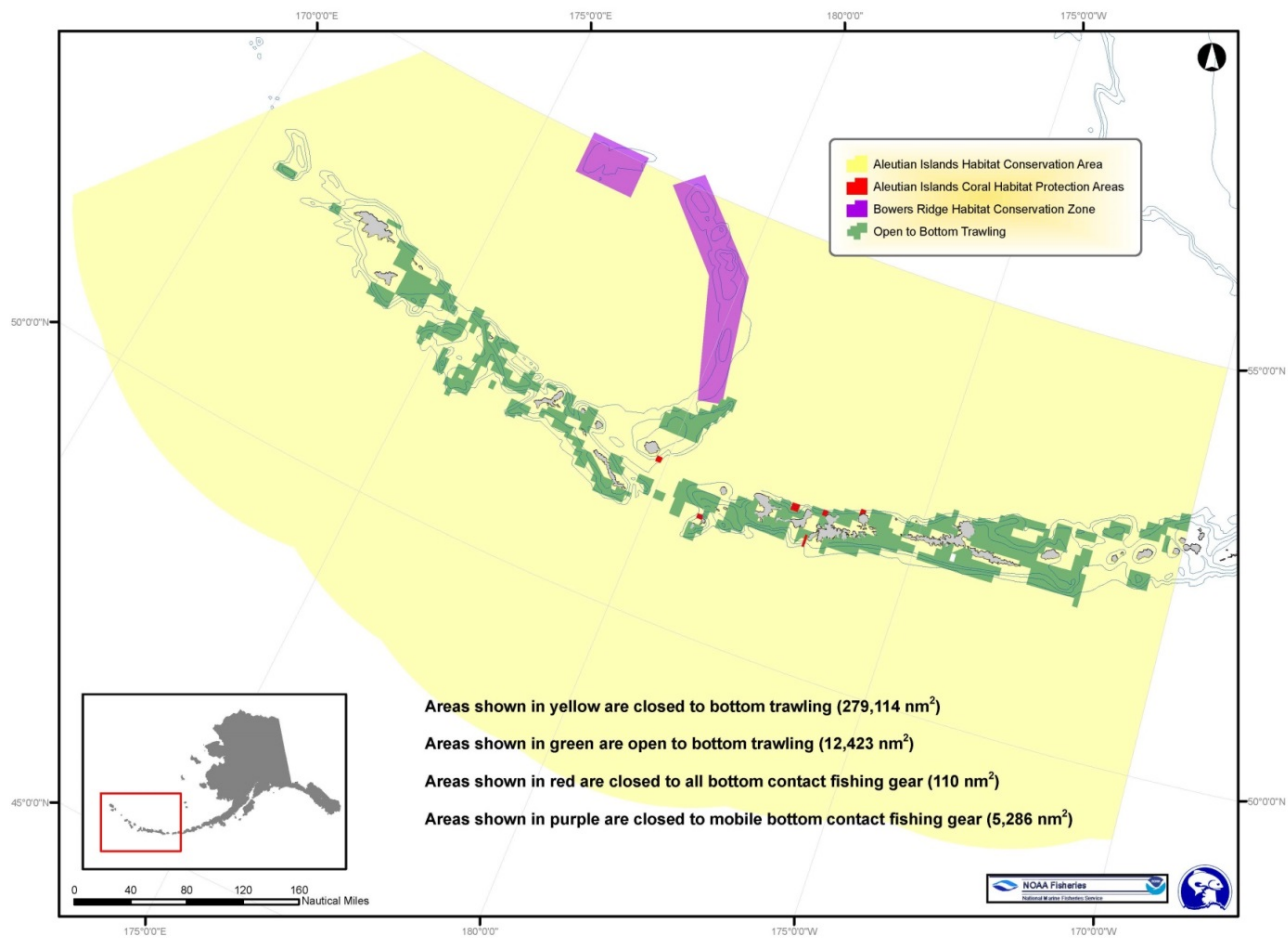 170°0'0"E
175°0'0"E
180°0'0"
175°0'0"W
Aleutian Islands Habitat Conservation Area
Aleutian Islands Coral Habitat Protection Areas
Bowers Ridge Habitat Conservation Zone
Open to Bottom Trawling
50°0'0"N
55°0'0"N
Areas shown in yellow are closed to bottom trawling (279,114 nm²)
Areas shown in green are open to bottom trawling (12,423 nm²)
Areas shown in red are closed to all bottom contact fishing gear (110 nm²)
Areas shown in purple are closed to mobile bottom contact fishing gear (5,286 nm²)
45°0'0"N
50°0'0"N
0 40 80 120 160
Nautical Miles
NOAA Fisheries
National Marine Fisheries Service
175°0'0"E
180°0'0"
175°0'0"W
170°0'0"W